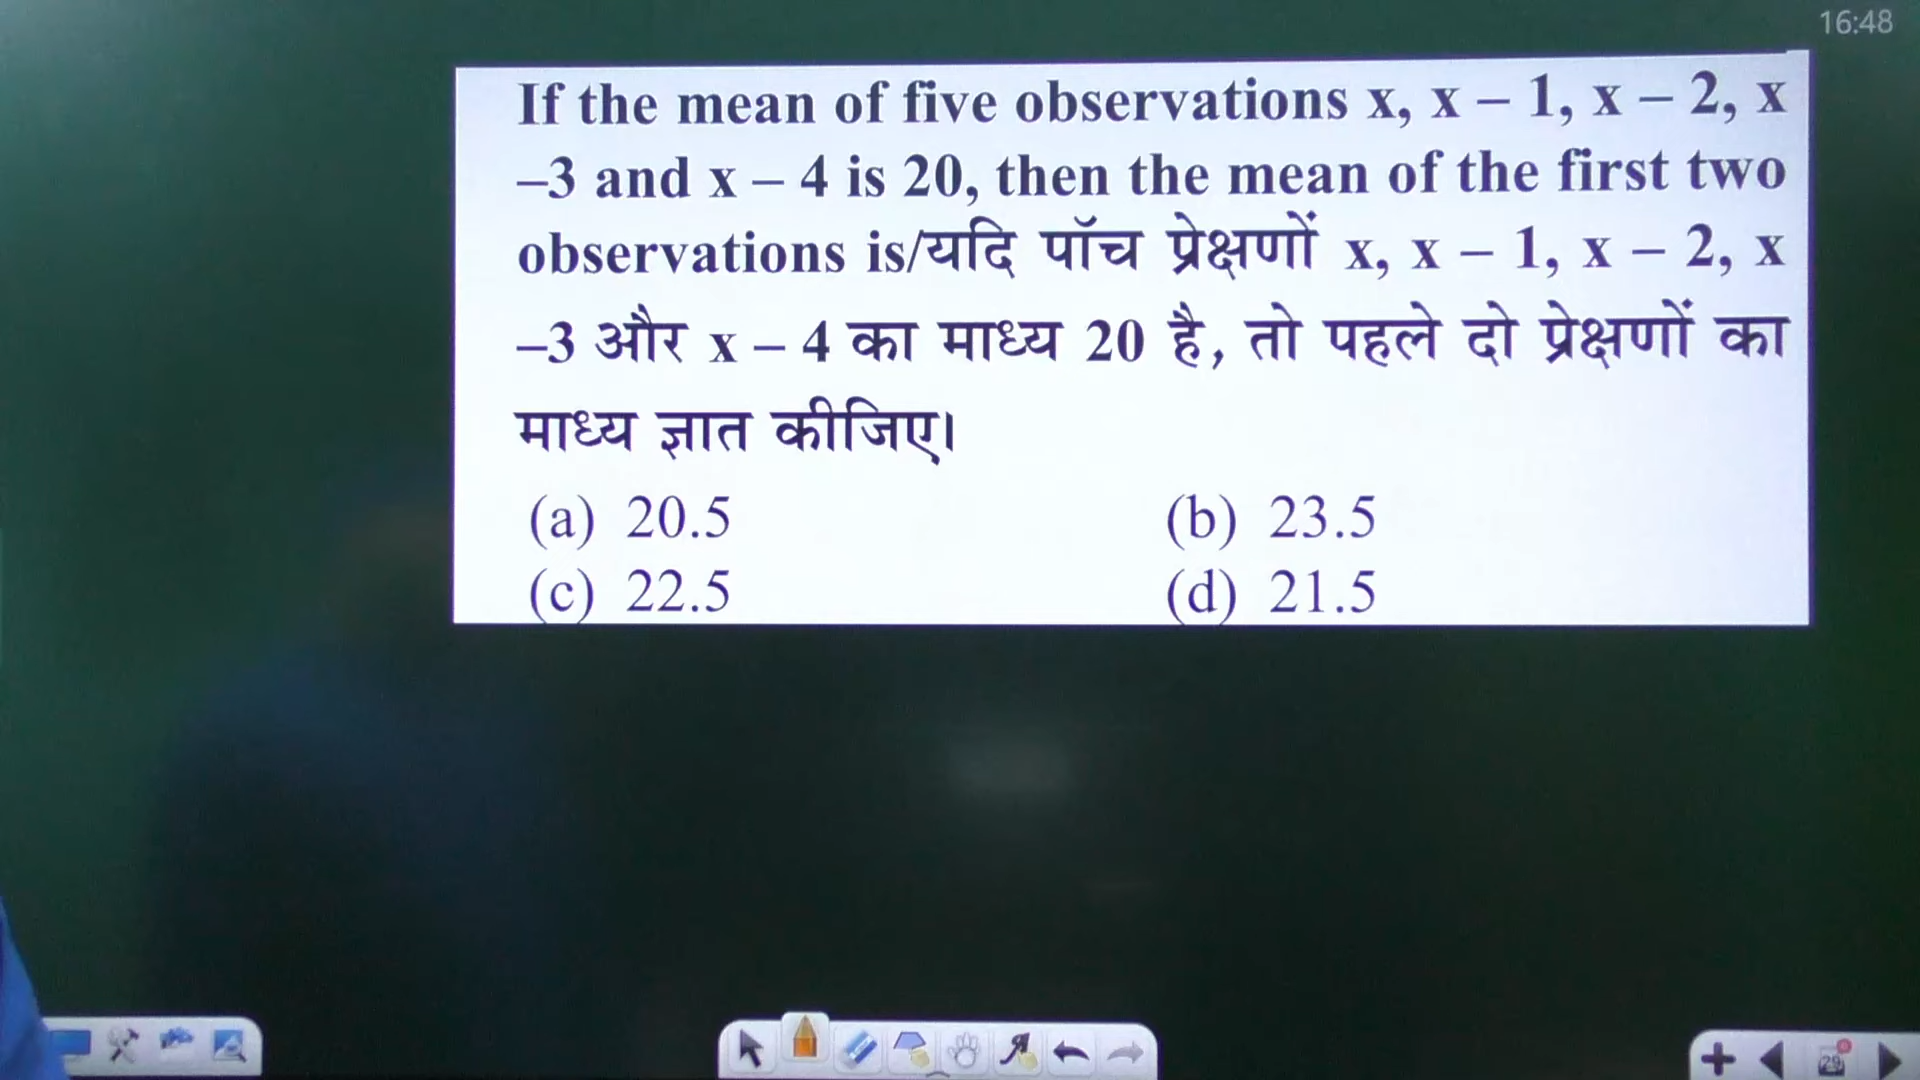 16:48
If the mean of five observations x, x – 1, x – 2, x
–3 and x – 4 is 20, then the mean of the first two
observations is/यदि पाँच प्रेक्षणों x, x – 1, x – 2, x
–3 और x – 4 का माध्य 20 है, तो पहले दो प्रेक्षणों का
माध्य ज्ञात कीजिए।
(a) 20.5 (b) 23.5
(c) 22.5 (d) 21.5
29